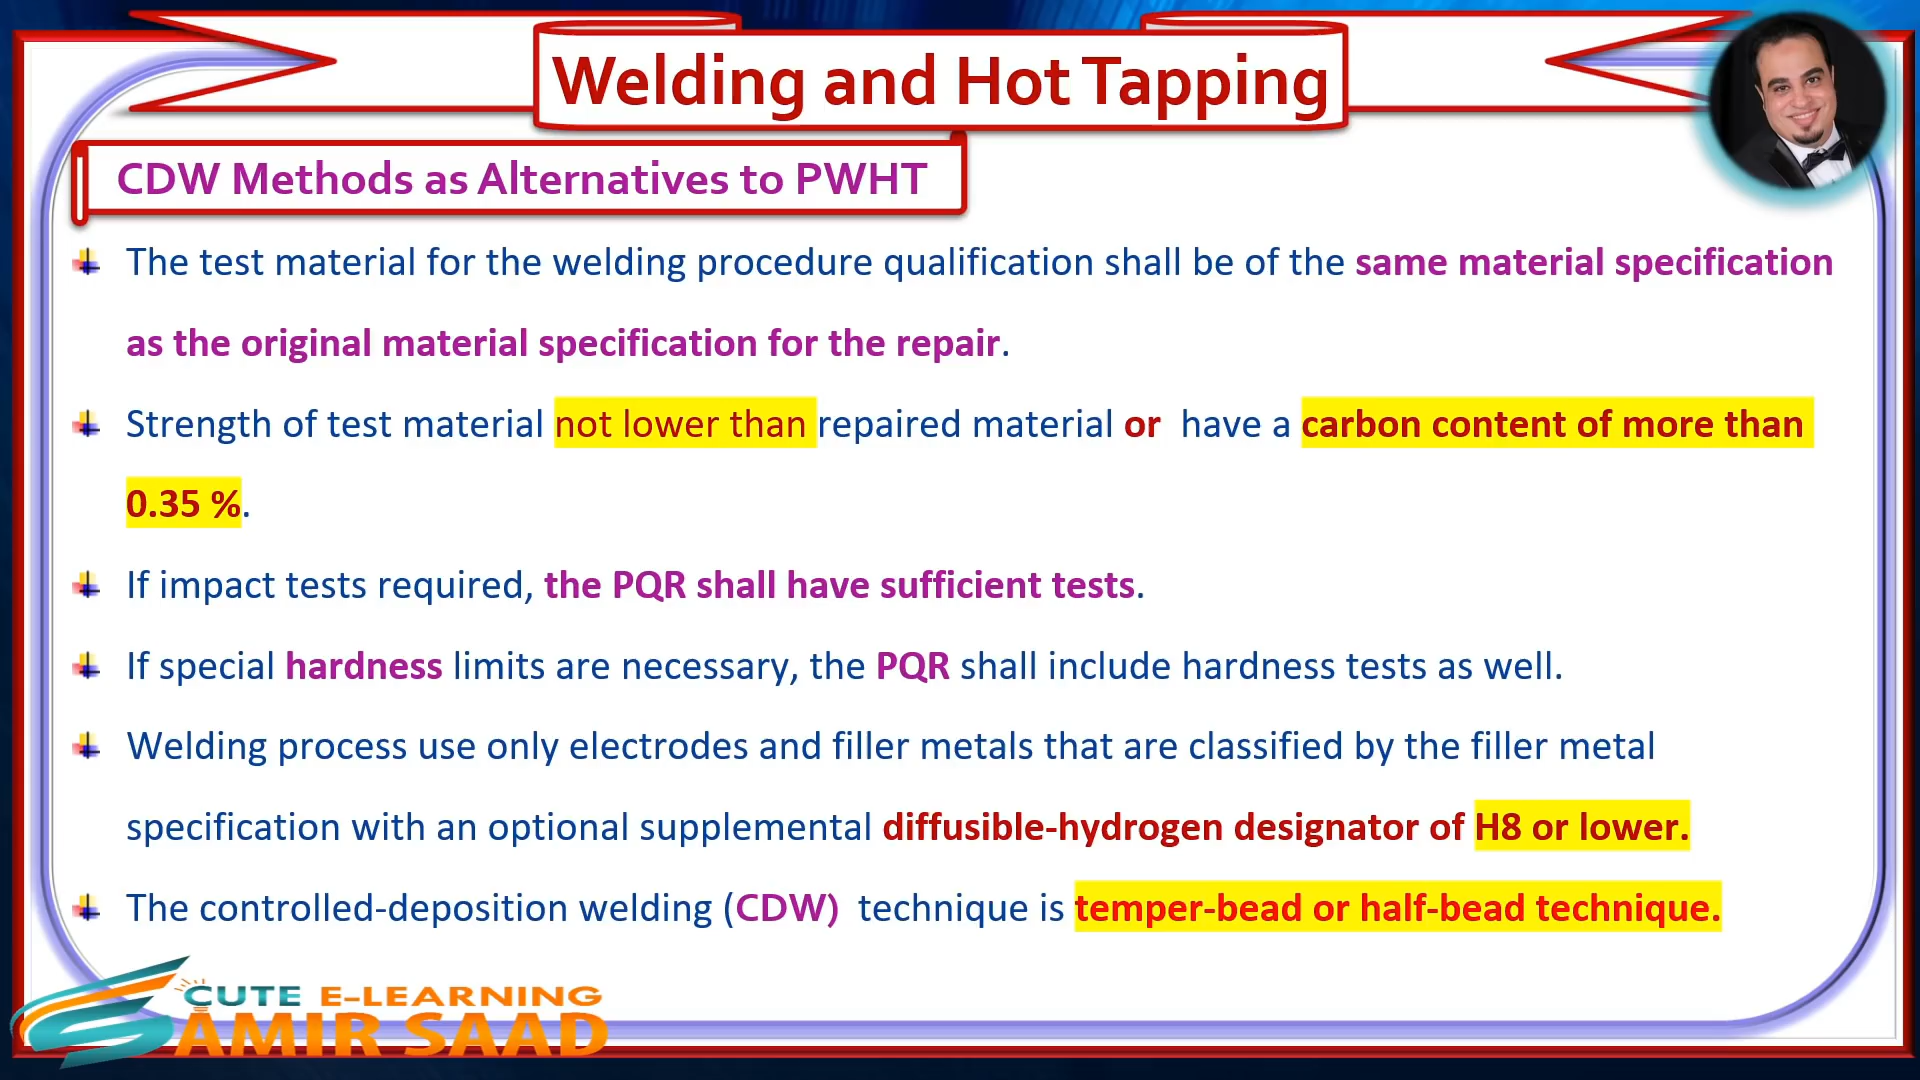 Welding and Hot Tapping
CDW Methods as Alternatives to PWHT
The test material for the welding procedure qualification shall be of the same material specification
as the original material specification for the repair.
Strength of test material not lower than repaired material or have a carbon content of more than
0.35 %.
If impact tests required, the PQR shall have sufficient tests.
If special hardness limits are necessary, the PQR shall include hardness tests as well.
Welding process use only electrodes and filler metals that are classified by the filler metal
specification with an optional supplemental diffusible-hydrogen designator of H8 or lower.
The controlled-deposition welding (CDW) technique is temper-bead or half-bead technique.
CUTE E-LEARNING
AMIR SAAD